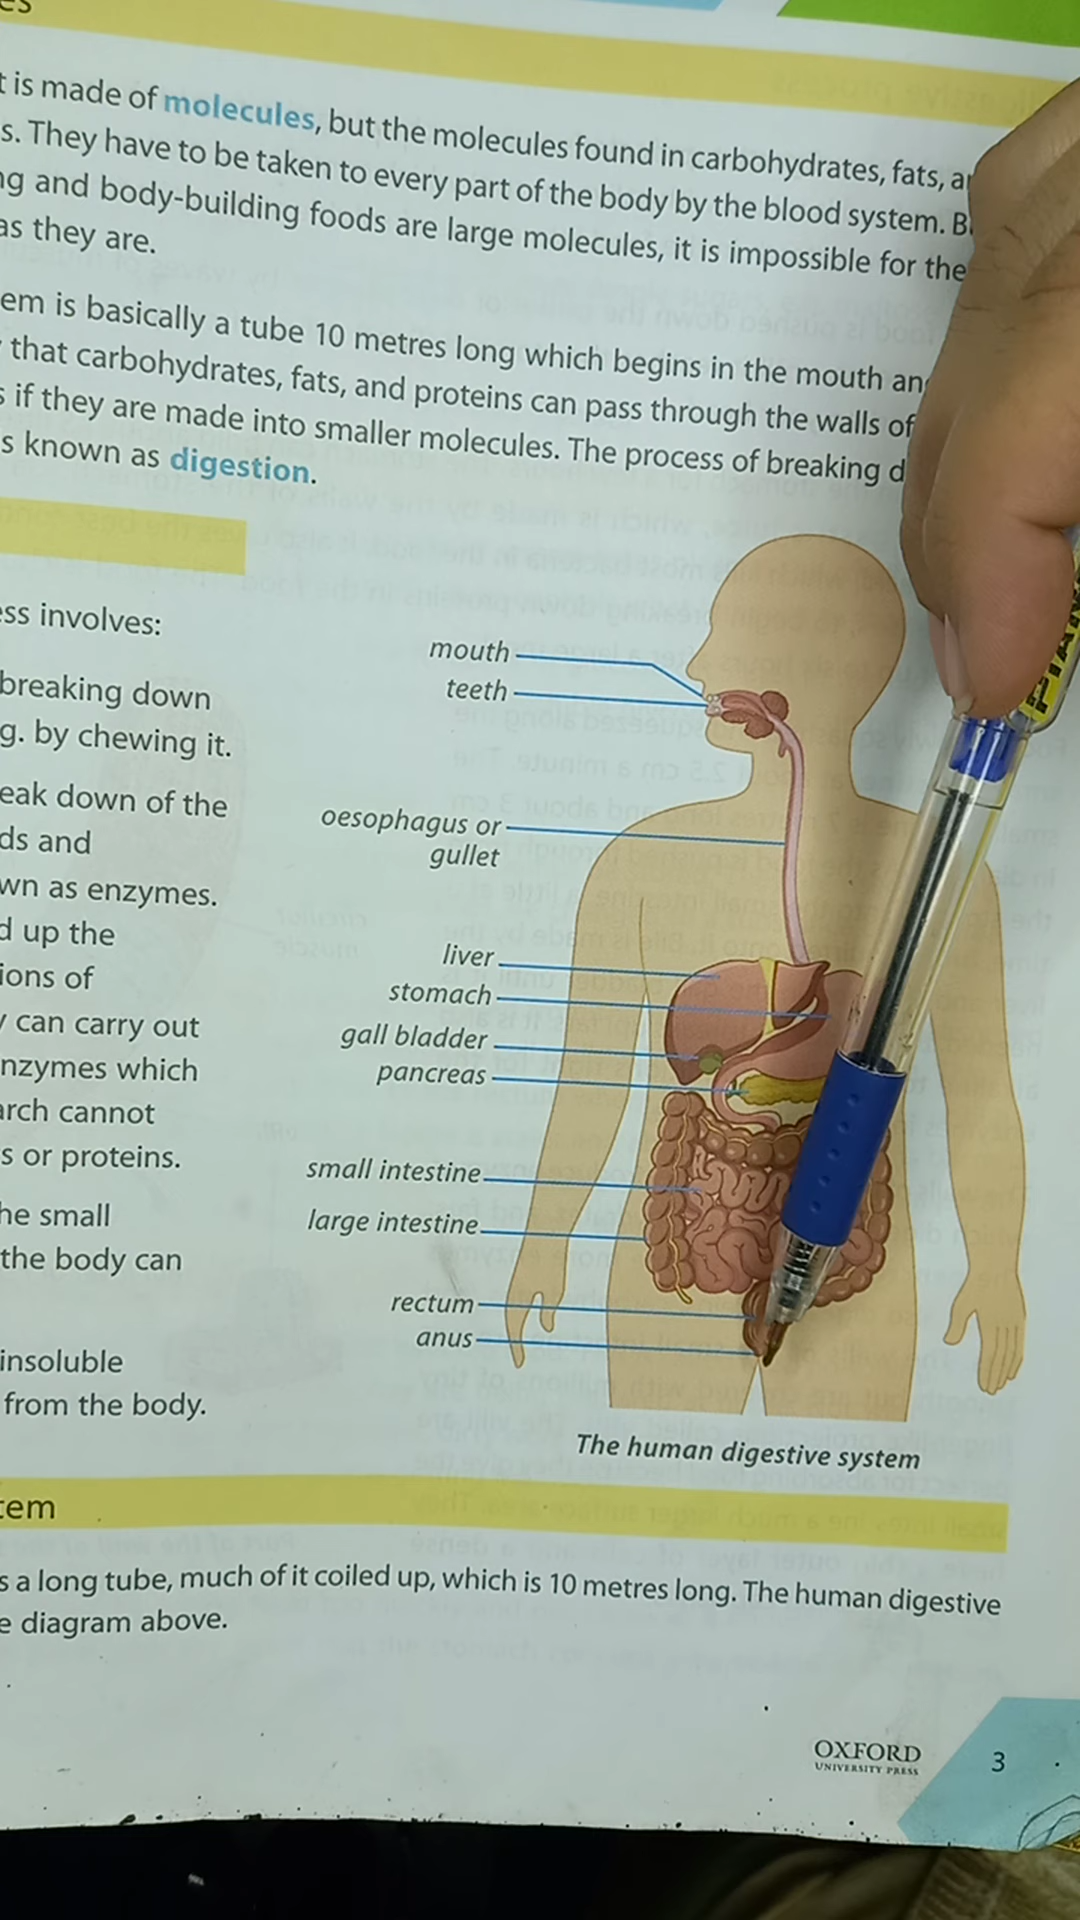 t is made of molecules, but the molecules found in carbohydrates, fats, a
s. They have to be taken to every part of the body by the blood system. B
ng and body-building foods are large molecules, it is impossible for the
as they are.
em is basically a tube 10 metres long which begins in the mouth an
that carbohydrates, fats, and proteins can pass through the walls of
s if they are made into smaller molecules. The process of breaking d
s known as digestion.
ess involves:
breaking down
g. by chewing it.
eak down of the
ds and
wn as enzymes.
d up the
ions of
y can carry out
nzymes which
arch cannot
s or proteins.
he small
the body can
insoluble
from the body.
mouth
teeth
oesophagus or
gullet
liver
stomach
gall bladder
pancreas
small intestine
large intestine
rectum
anus
The human digestive system
tem
s a long tube, much of it coiled up, which is 10 metres long. The human digestive
e diagram above.
OXFORD
UNIVERSITY PRESS
3